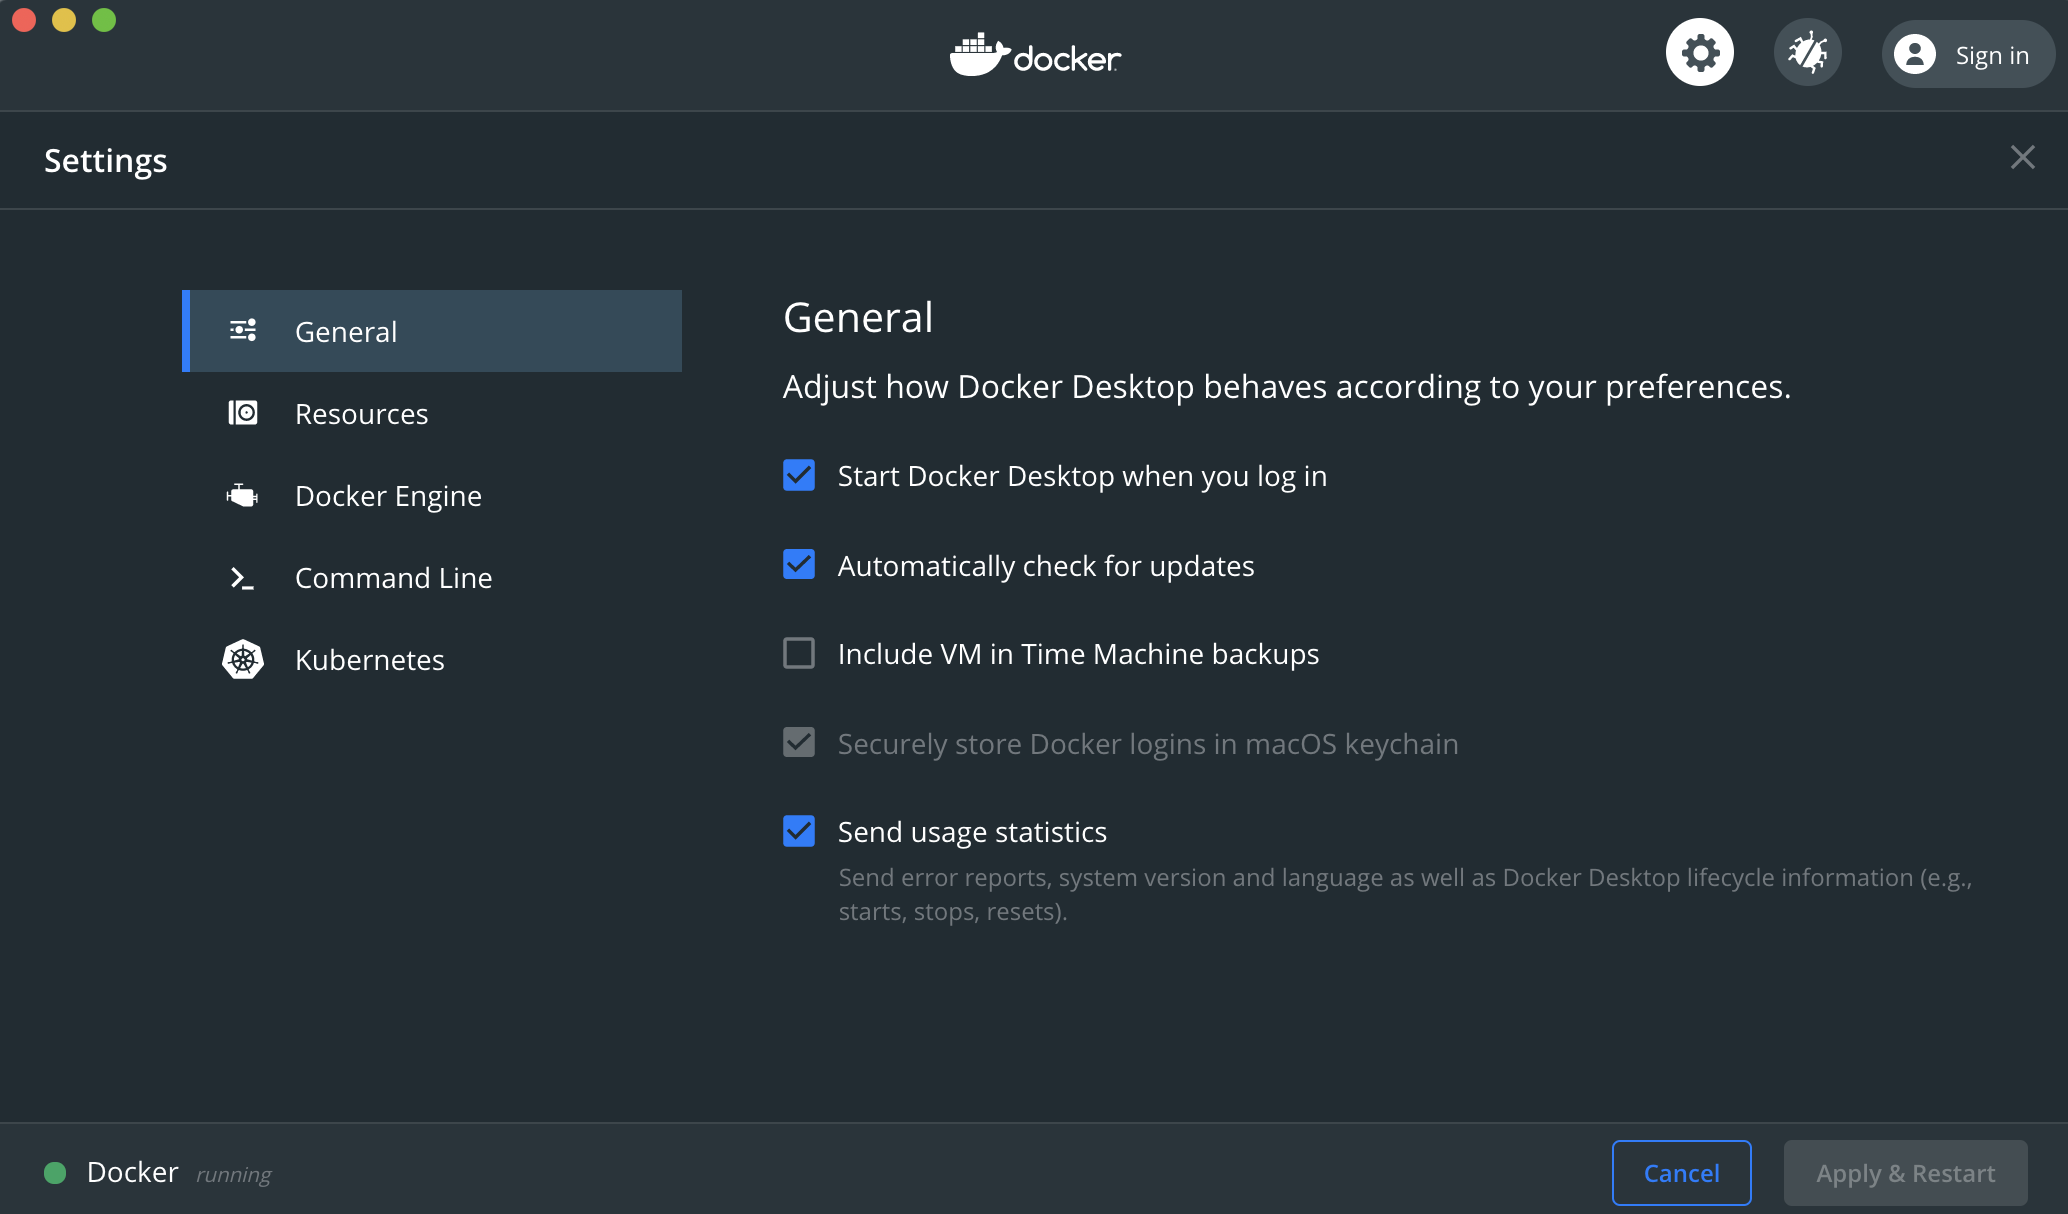 docker
Sign in
Settings
General
Resources
Docker Engine
Command Line
Kubernetes
General
Adjust how Docker Desktop behaves according to your preferences.
Start Docker Desktop when you log in
Automatically check for updates
Include VM in Time Machine backups
Securely store Docker logins in macOS keychain
Send usage statistics
Send error reports, system version and language as well as Docker Desktop lifecycle information (e.g.,
starts, stops, resets).
Docker running
Cancel
Apply & Restart